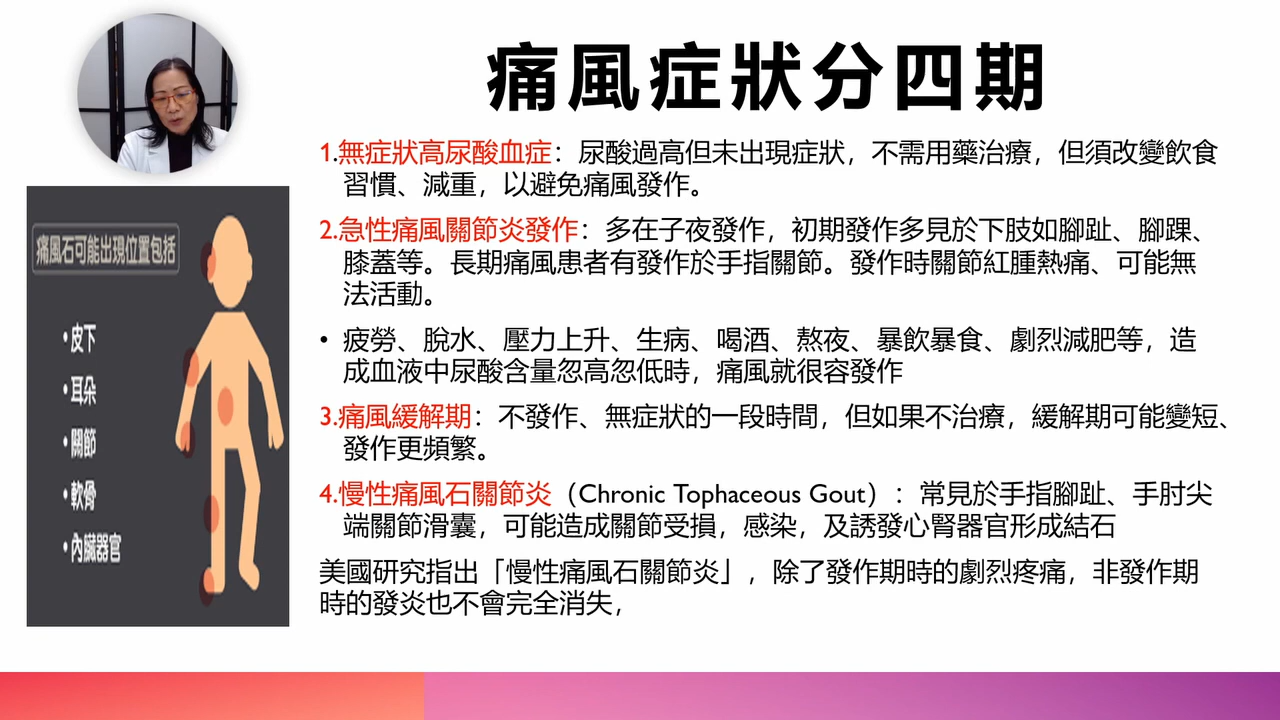 痛風症狀分四期
1.無症狀高尿酸血症：尿酸過高但未出現症狀，不需用藥治療，但須改變飲食
習慣、減重，以避免痛風發作。
2.急性痛風關節炎發作：多在子夜發作，初期發作多見於下肢如腳趾、腳踝、
膝蓋等。長期痛風患者有發作於手指關節。發作時關節紅腫熱痛、可能無
法活動。
• 疲勞、脫水、壓力上升、生病、喝酒、熬夜、暴飲暴食、劇烈減肥等，造
成血液中尿酸含量忽高忽低時，痛風就很容發作
3.痛風緩解期：不發作、無症狀的一段時間，但如果不治療，緩解期可能變短、
發作更頻繁。
4.慢性痛風石關節炎（Chronic Tophaceous Gout）：常見於手指腳趾、手肘尖
端關節滑囊，可能造成關節受損，感染，及誘發心腎器官形成結石
美國研究指出「慢性痛風石關節炎」，除了發作期時的劇烈疼痛，非發作期
時的發炎也不會完全消失，
痛風石可能出現位置包括
•皮下
•耳朵
•關節
•軟骨
•內臟器官